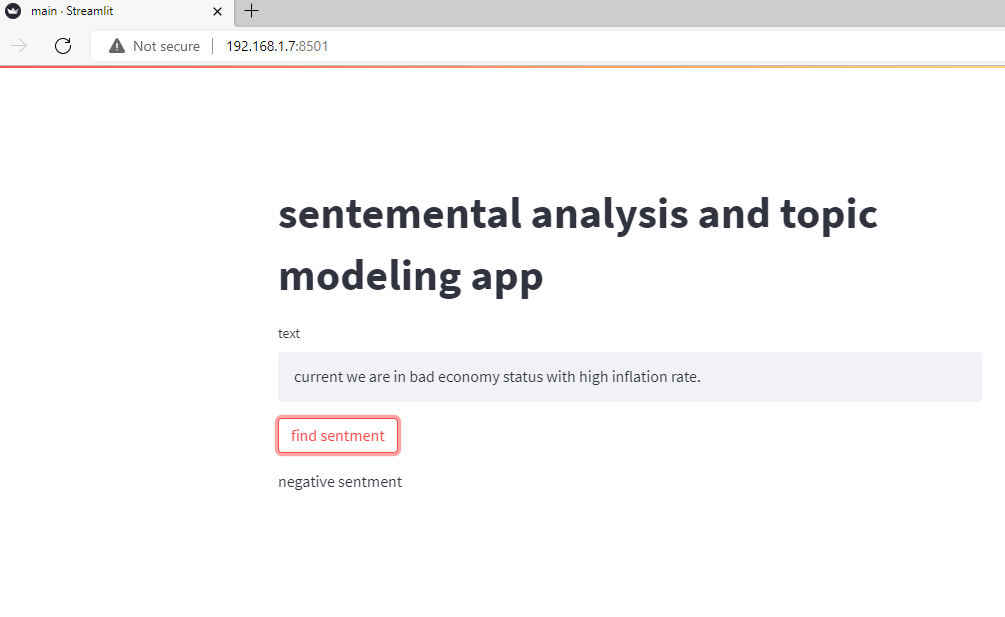 main · Streamlit
Not secure 192.168.1.7:8501
sentemental analysis and topic
modeling app
text
current we are in bad economy status with high inflation rate.
find sentment
negative sentment